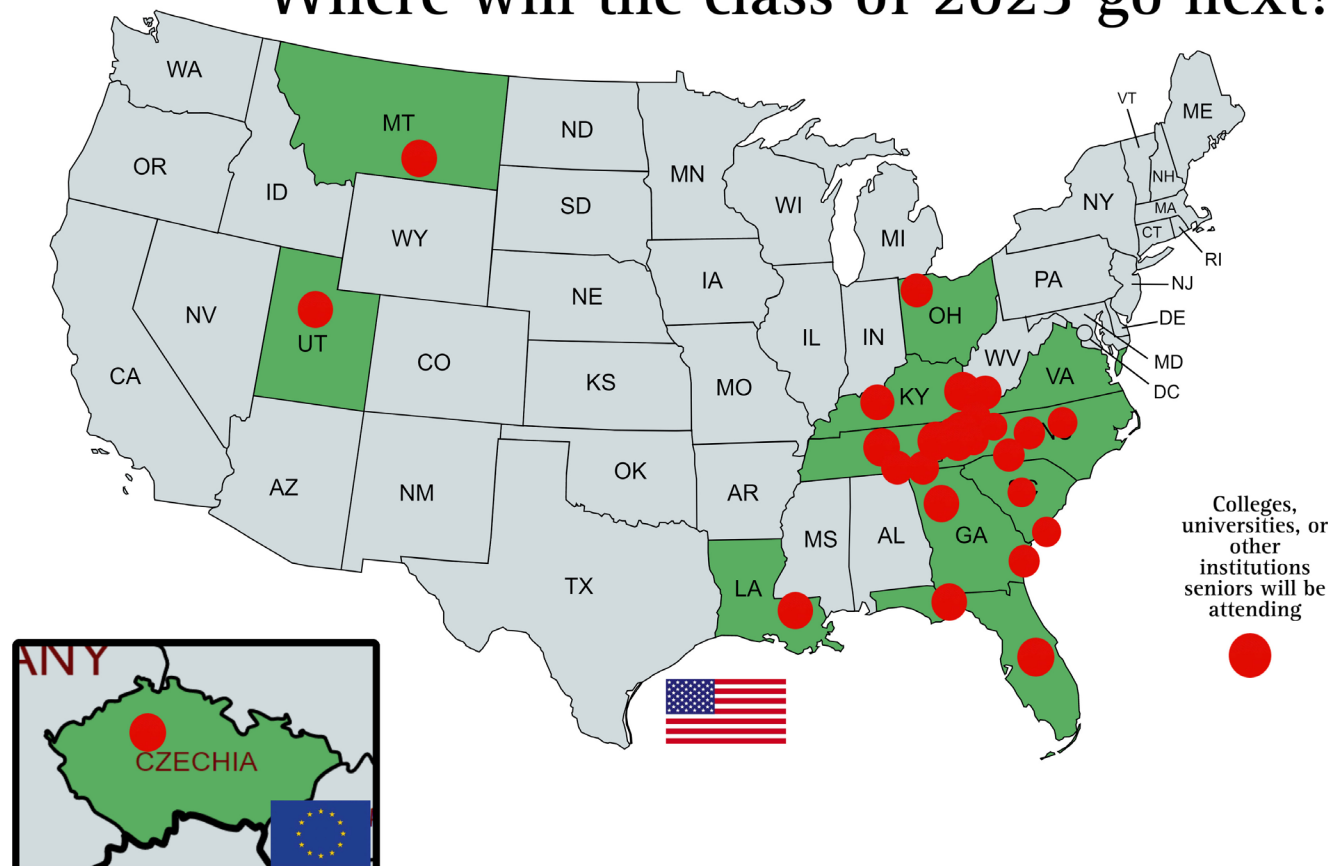 Where will the class of go next?
WA
MT
ND
MN
VT
ME
OR
ID
SD
WI
MI
NY
NH
MA
CT
RI
WY
IA
PA
NJ
NE
NV
UT
CO
IL
IN
OH
DE
MD
DC
WV
VA
CA
KS
MO
KY
AZ
NM
OK
AR
MS
AL
GA
TX
LA
Colleges,
universities, or
other
institutions
seniors will be
attending
ANY
CZECHIA